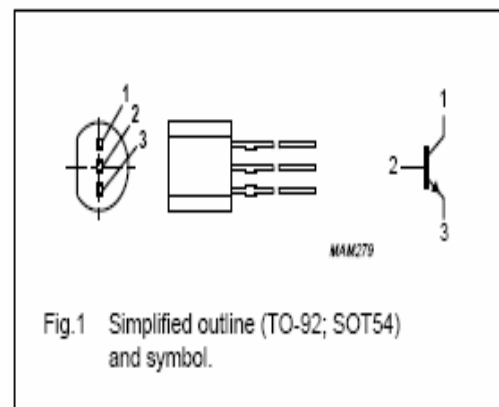 1
2
3
1
2
3
MAM279
Fig.1 Simplified outline (TO-92; SOT54)
and symbol.